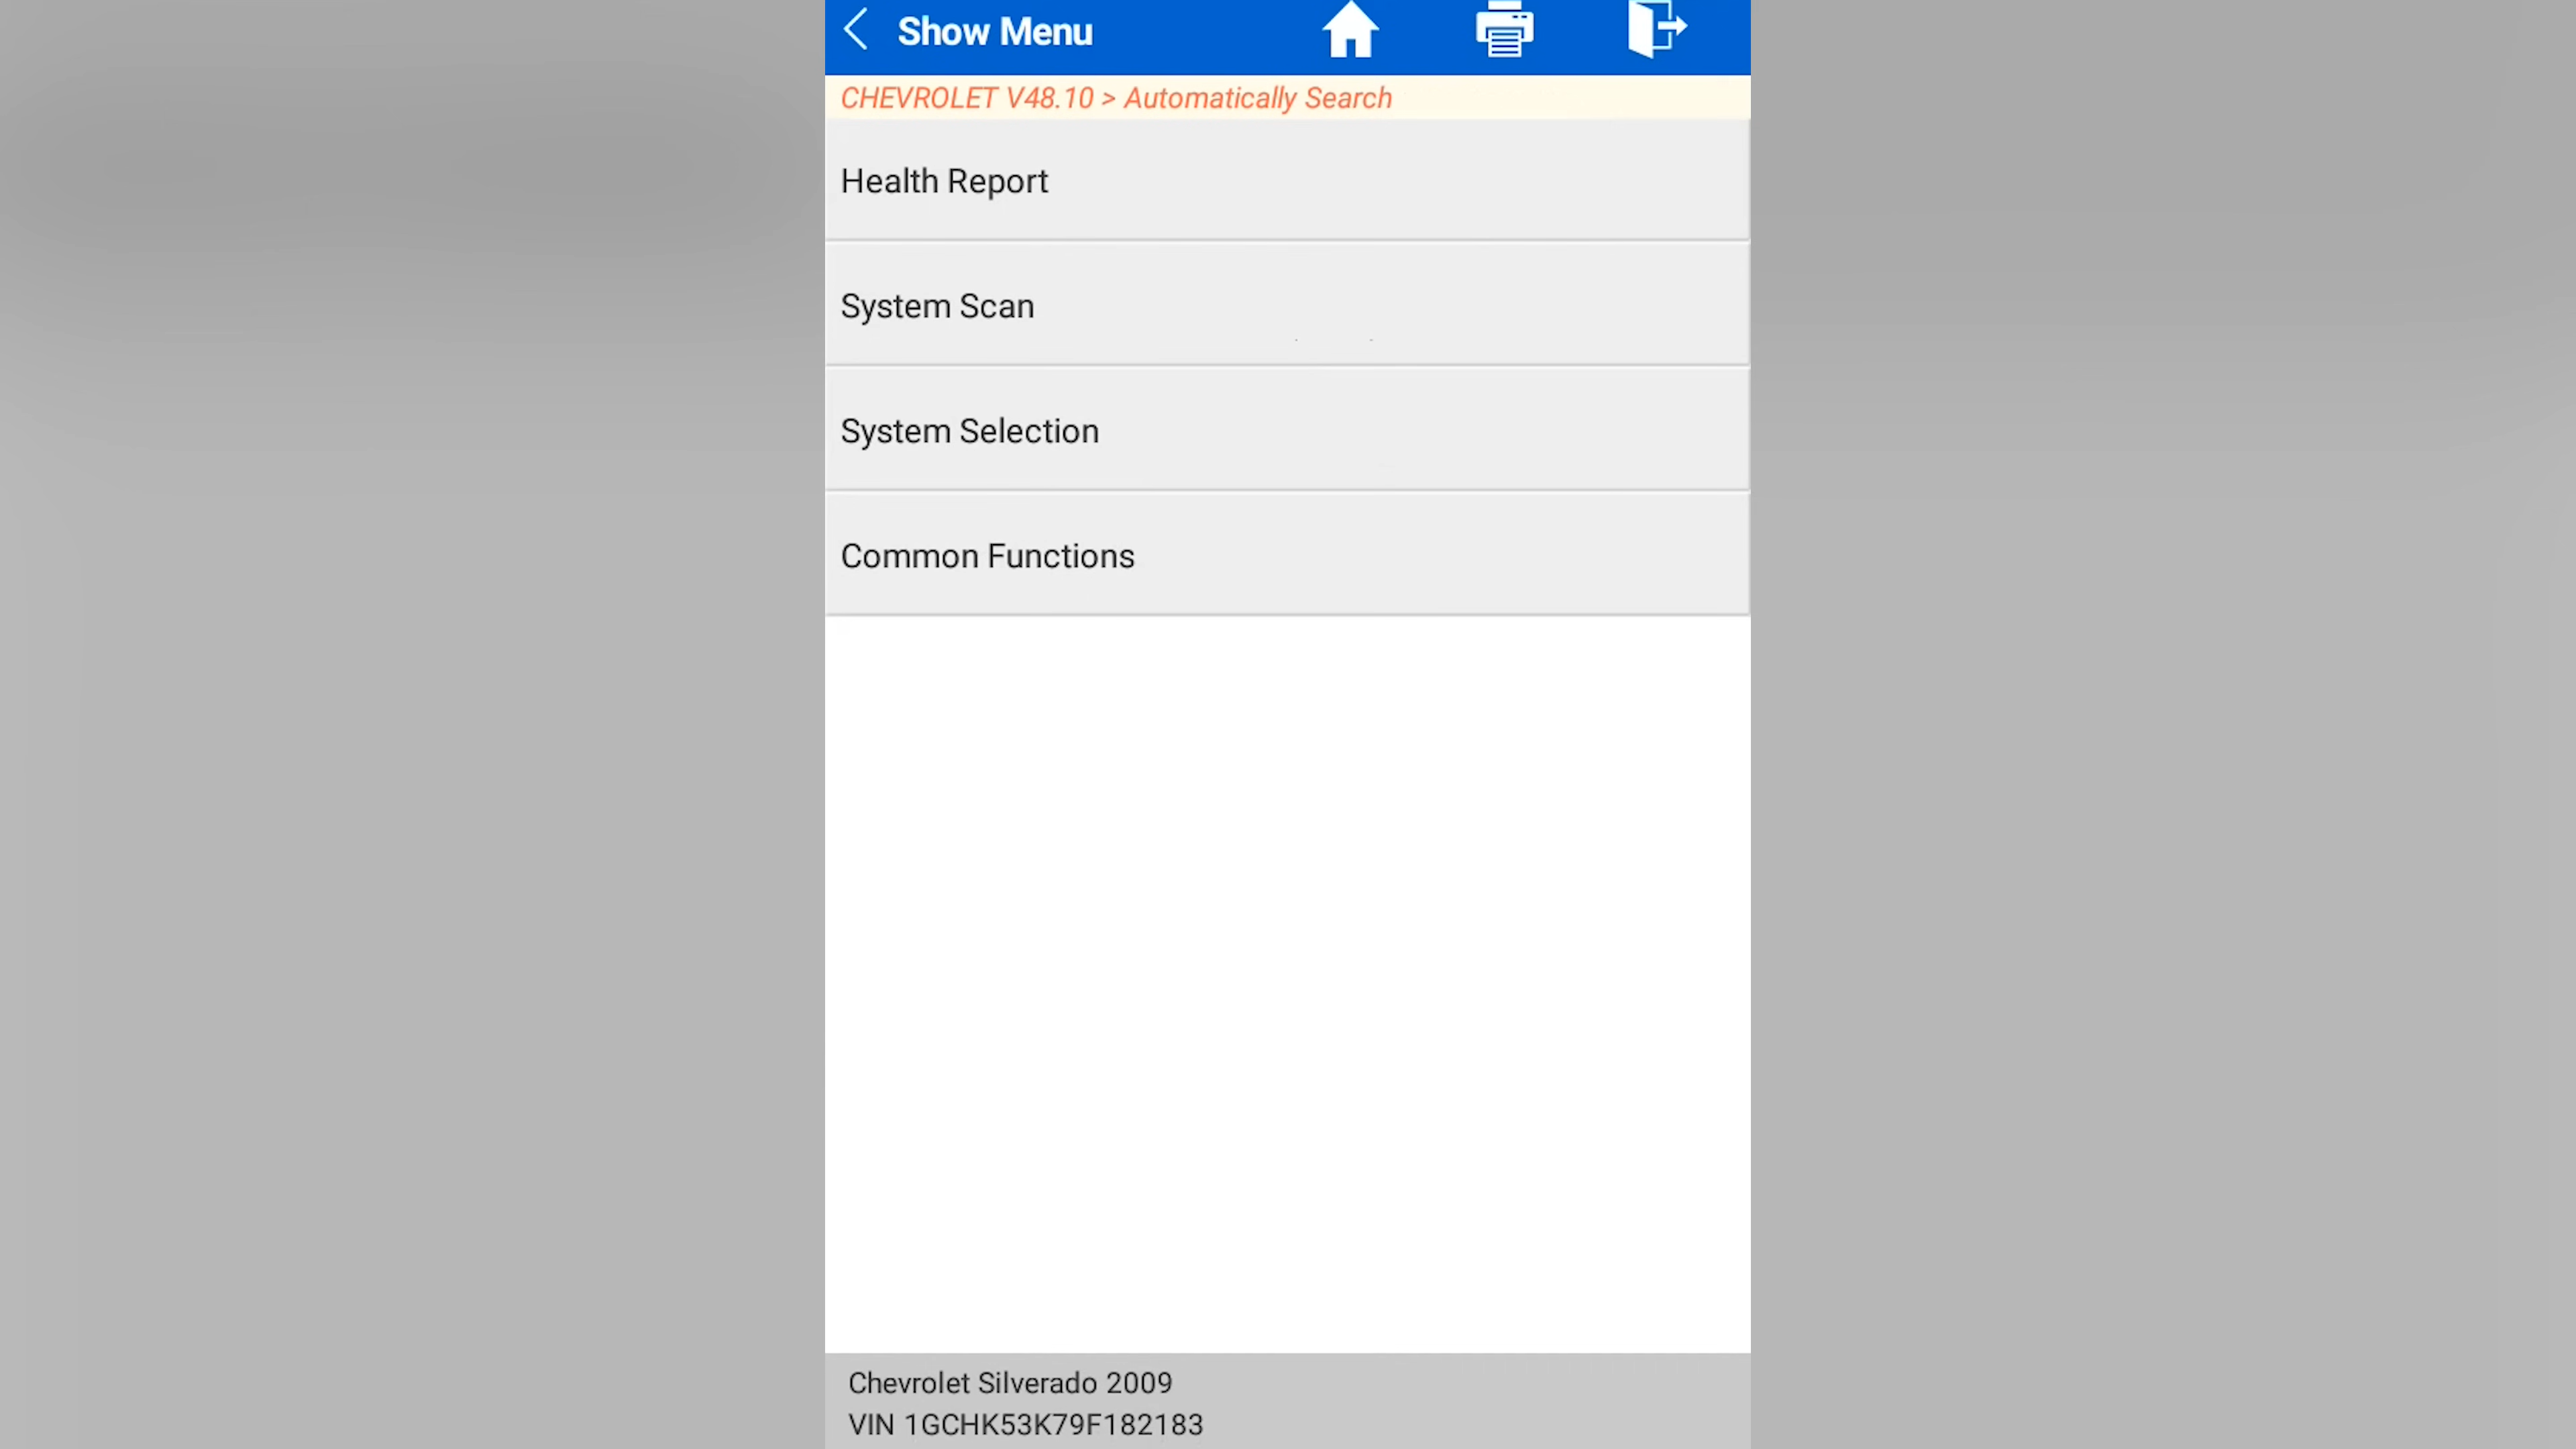 Show Menu
CHEVROLET V48.10 > Automatically Search
Health Report
System Scan
System Selection
Common Functions
Chevrolet Silverado 2009
VIN 1GCHK53K79F182183